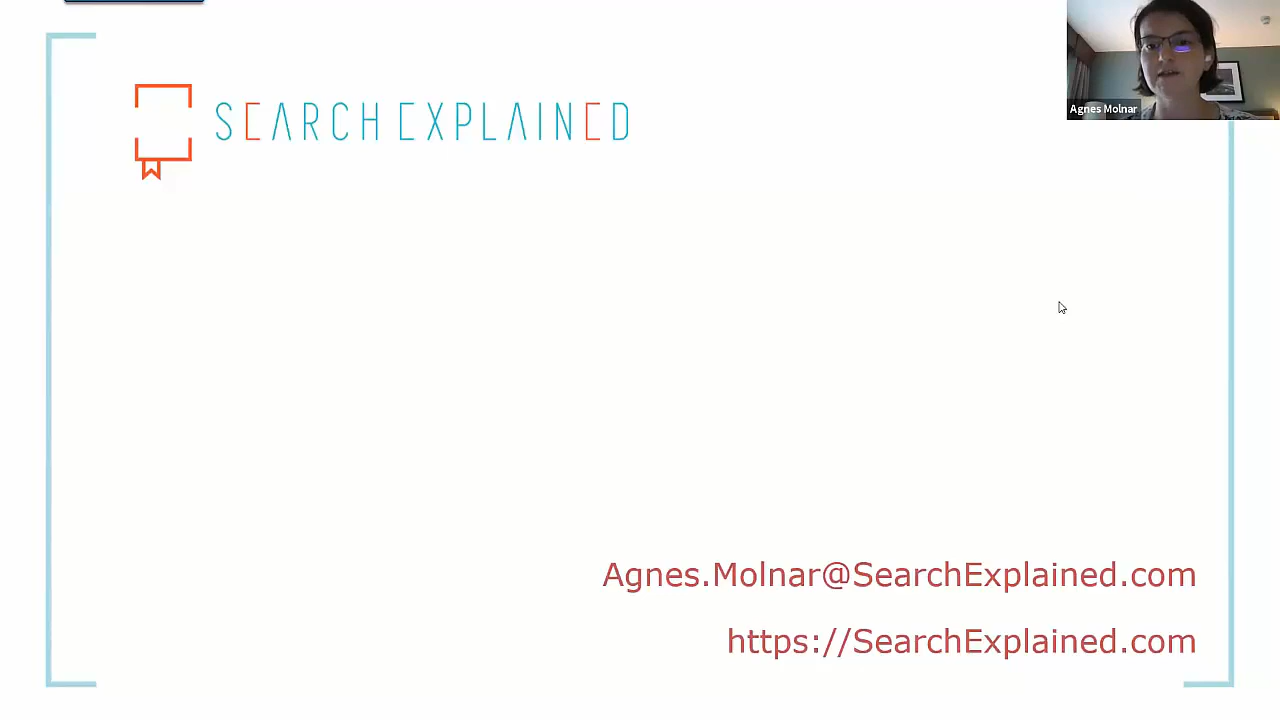 SEARCH EXPLAINED
Agnes Molnar
Agnes.Molnar@SearchExplained.com
https://SearchExplained.com